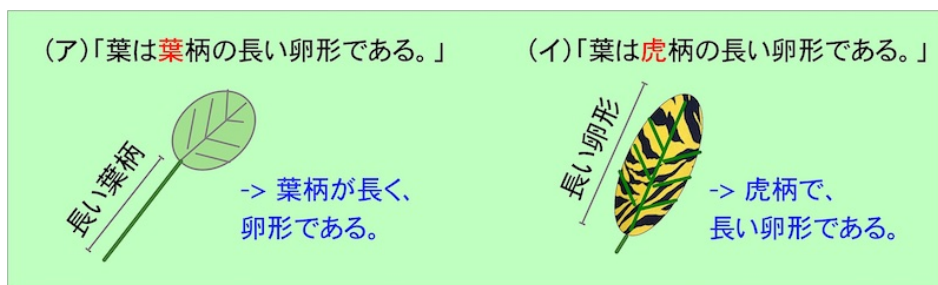 （ア）「葉は葉柄の長い卵形である。」
長い葉柄
-> 葉柄が長く、
卵形である。
（イ）「葉は虎柄の長い卵形である。」
長い卵形
-> 虎柄で、
長い卵形である。